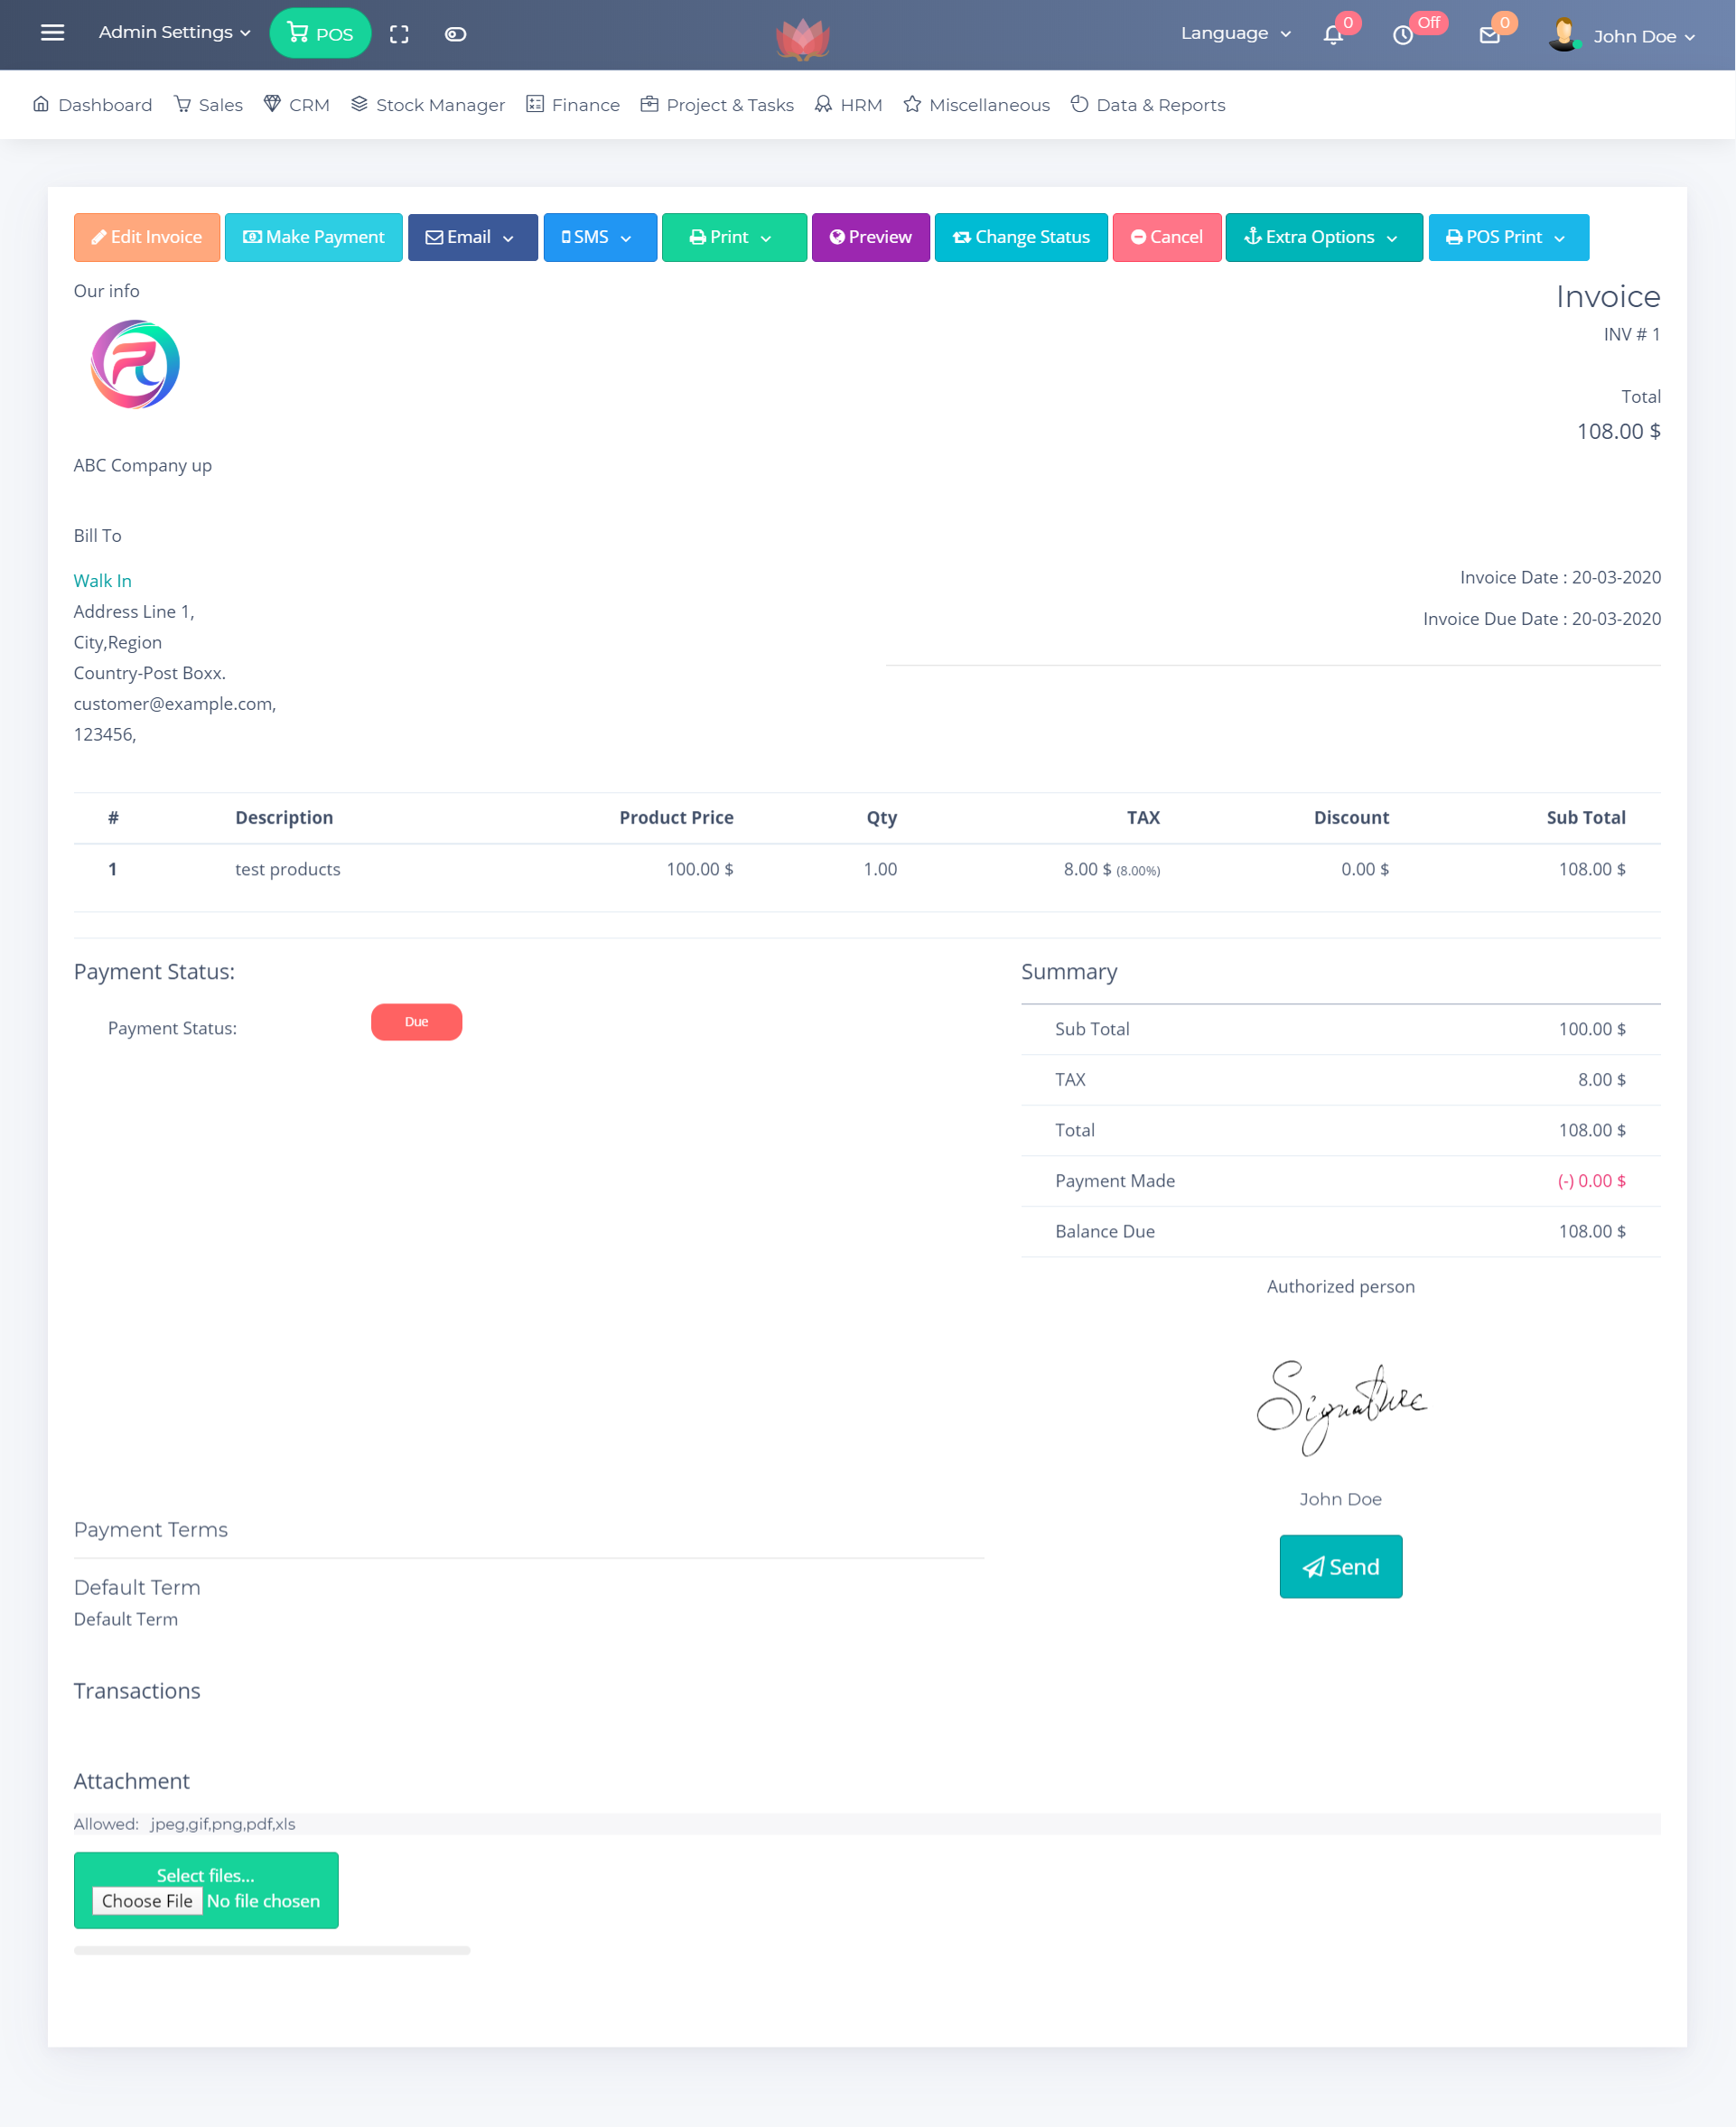 Admin Settings POS Language 0 Off 0 John Doe
Dashboard Sales CRM Stock Manager Finance Project & Tasks HRM Miscellaneous Data & Reports
Edit Invoice Make Payment Email SMS Print Preview Change Status Cancel Extra Options POS Print
Our info
Invoice
INV # 1
Total
108.00 $
ABC Company up
Bill To
Walk In
Address Line 1,
City,Region
Country-Post Boxx.
customer@example.com,
123456,
Invoice Date : 20-03-2020
Invoice Due Date : 20-03-2020
# Description Product Price Qty TAX Discount Sub Total
1 test products 100.00 $ 1.00 8.00 $ (8.00%) 0.00 $ 108.00 $
Payment Status:
Payment Status: Due
Summary
Sub Total 100.00 $
TAX 8.00 $
Total 108.00 $
Payment Made (-) 0.00 $
Balance Due 108.00 $
Authorized person
Signature
John Doe
Send
Payment Terms
Default Term
Default Term
Transactions
Attachment
Allowed: jpeg,gif,png,pdf,xls
Select files...
Choose File No file chosen